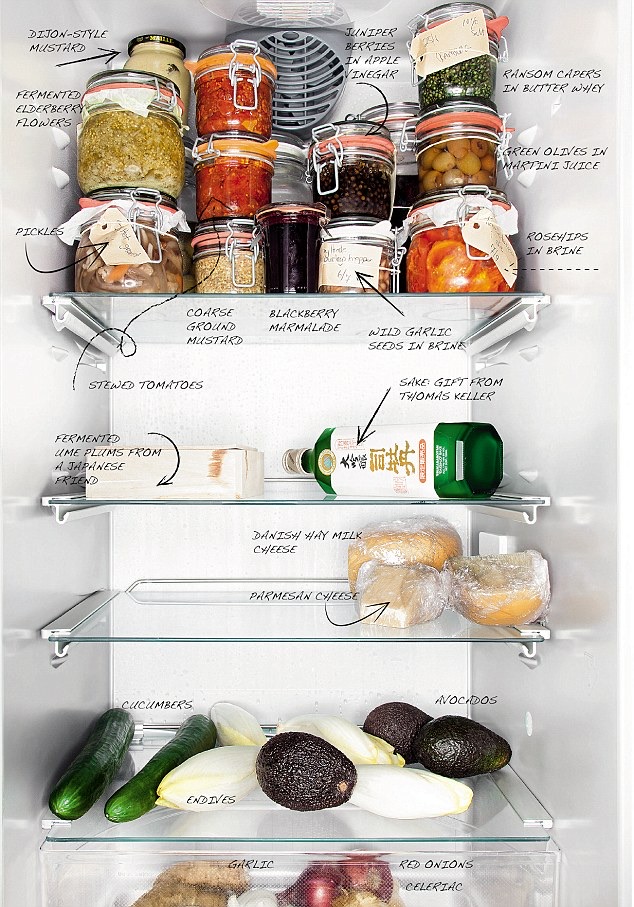 DIJON-STYLE
MUSTARD
MAILLE
JUNIPER
BERRIES
IN APPLE
VINEGAR
RANSOM CAPERS
IN BUTTER WHEY
FERMENTED
ELDERBERRY
FLOWERS
GREEN OLIVES IN
MARTINI JUICE
PICKLES
ROSEHIPS
IN BRINE
COARSE
GROUND
MUSTARD
BLACKBERRY
MARMALADE
WILD GARLIC
SEEDS IN BRINE
STEWED TOMATOES
SAKE: GIFT FROM
THOMAS KELLER
FERMENTED
UME PLUMS FROM
A JAPANESE
FRIEND
DANISH HAY MILK
CHEESE
PARMESAN CHEESE
CUCUMBERS
AVOCADOS
ENDIVES
GARLIC
RED ONIONS
CELERIAC